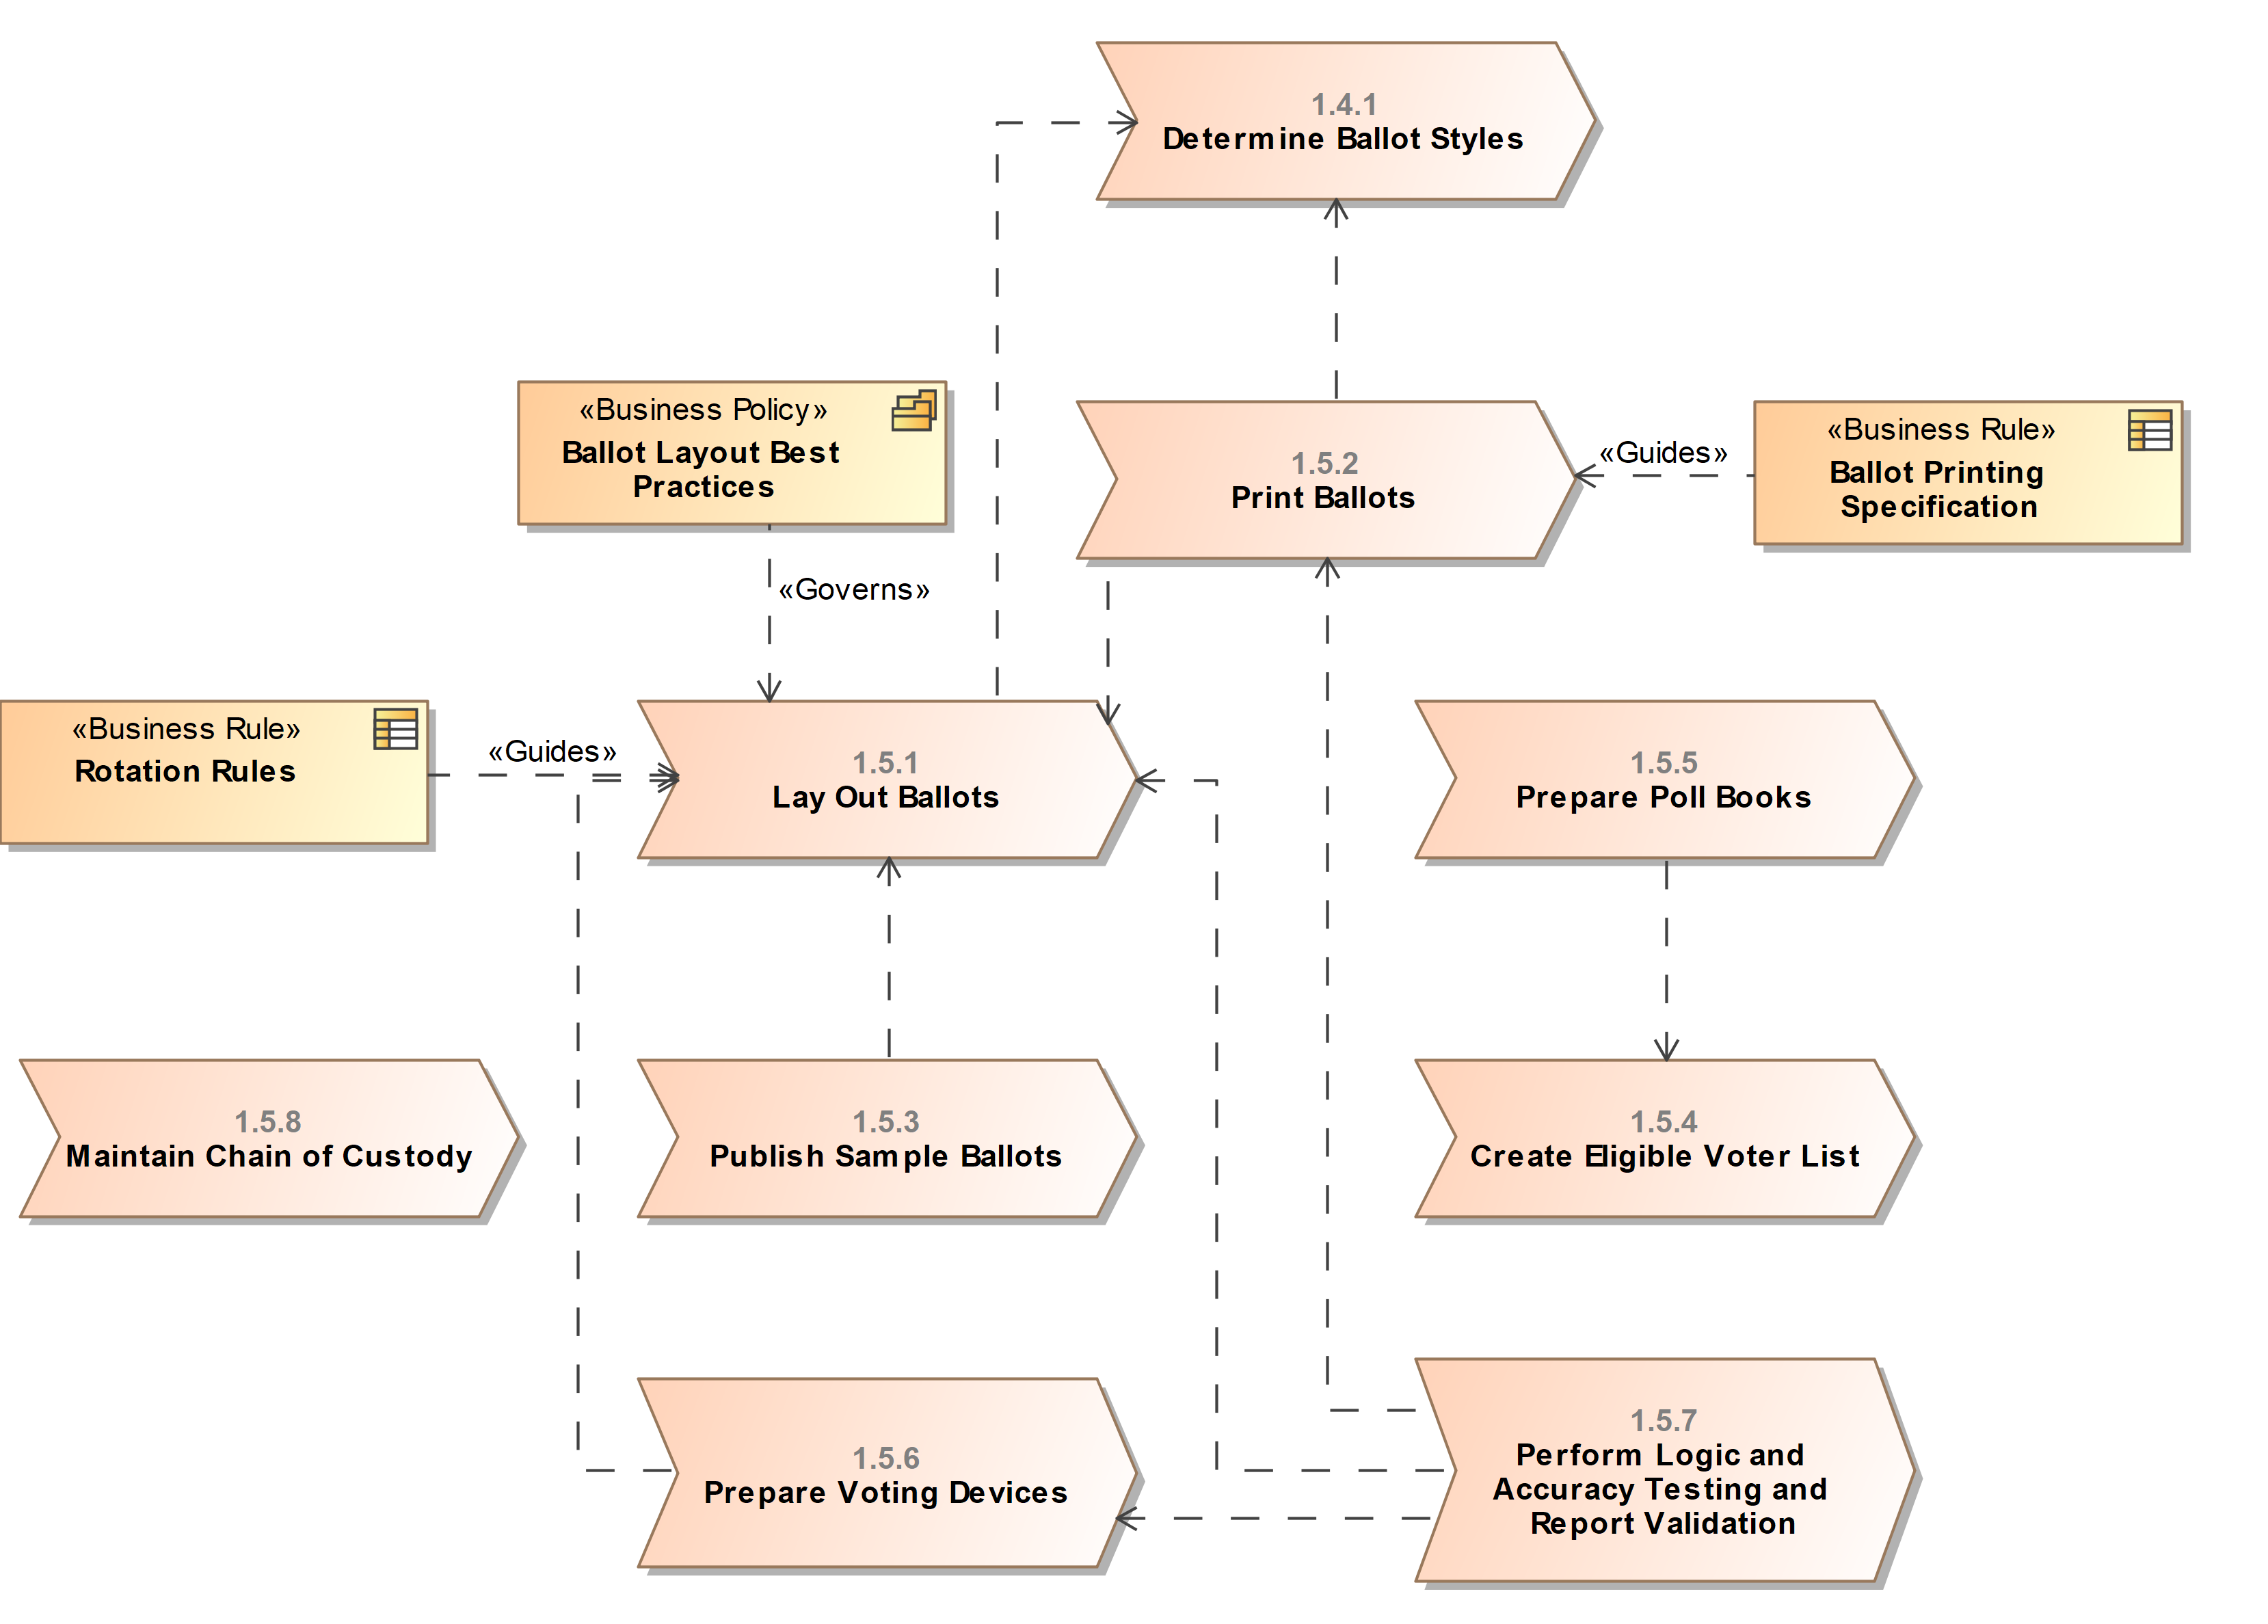 1.4.1
Determine Ballot Styles
«Business Policy»
Ballot Layout Best
Practices
1.5.2
Print Ballots
«Guides»
«Business Rule»
Ballot Printing
Specification
«Governs»
«Business Rule»
Rotation Rules
«Guides»
1.5.1
Lay Out Ballots
1.5.5
Prepare Poll Books
1.5.8
Maintain Chain of Custody
1.5.3
Publish Sample Ballots
1.5.4
Create Eligible Voter List
1.5.6
Prepare Voting Devices
1.5.7
Perform Logic and
Accuracy Testing and
Report Validation